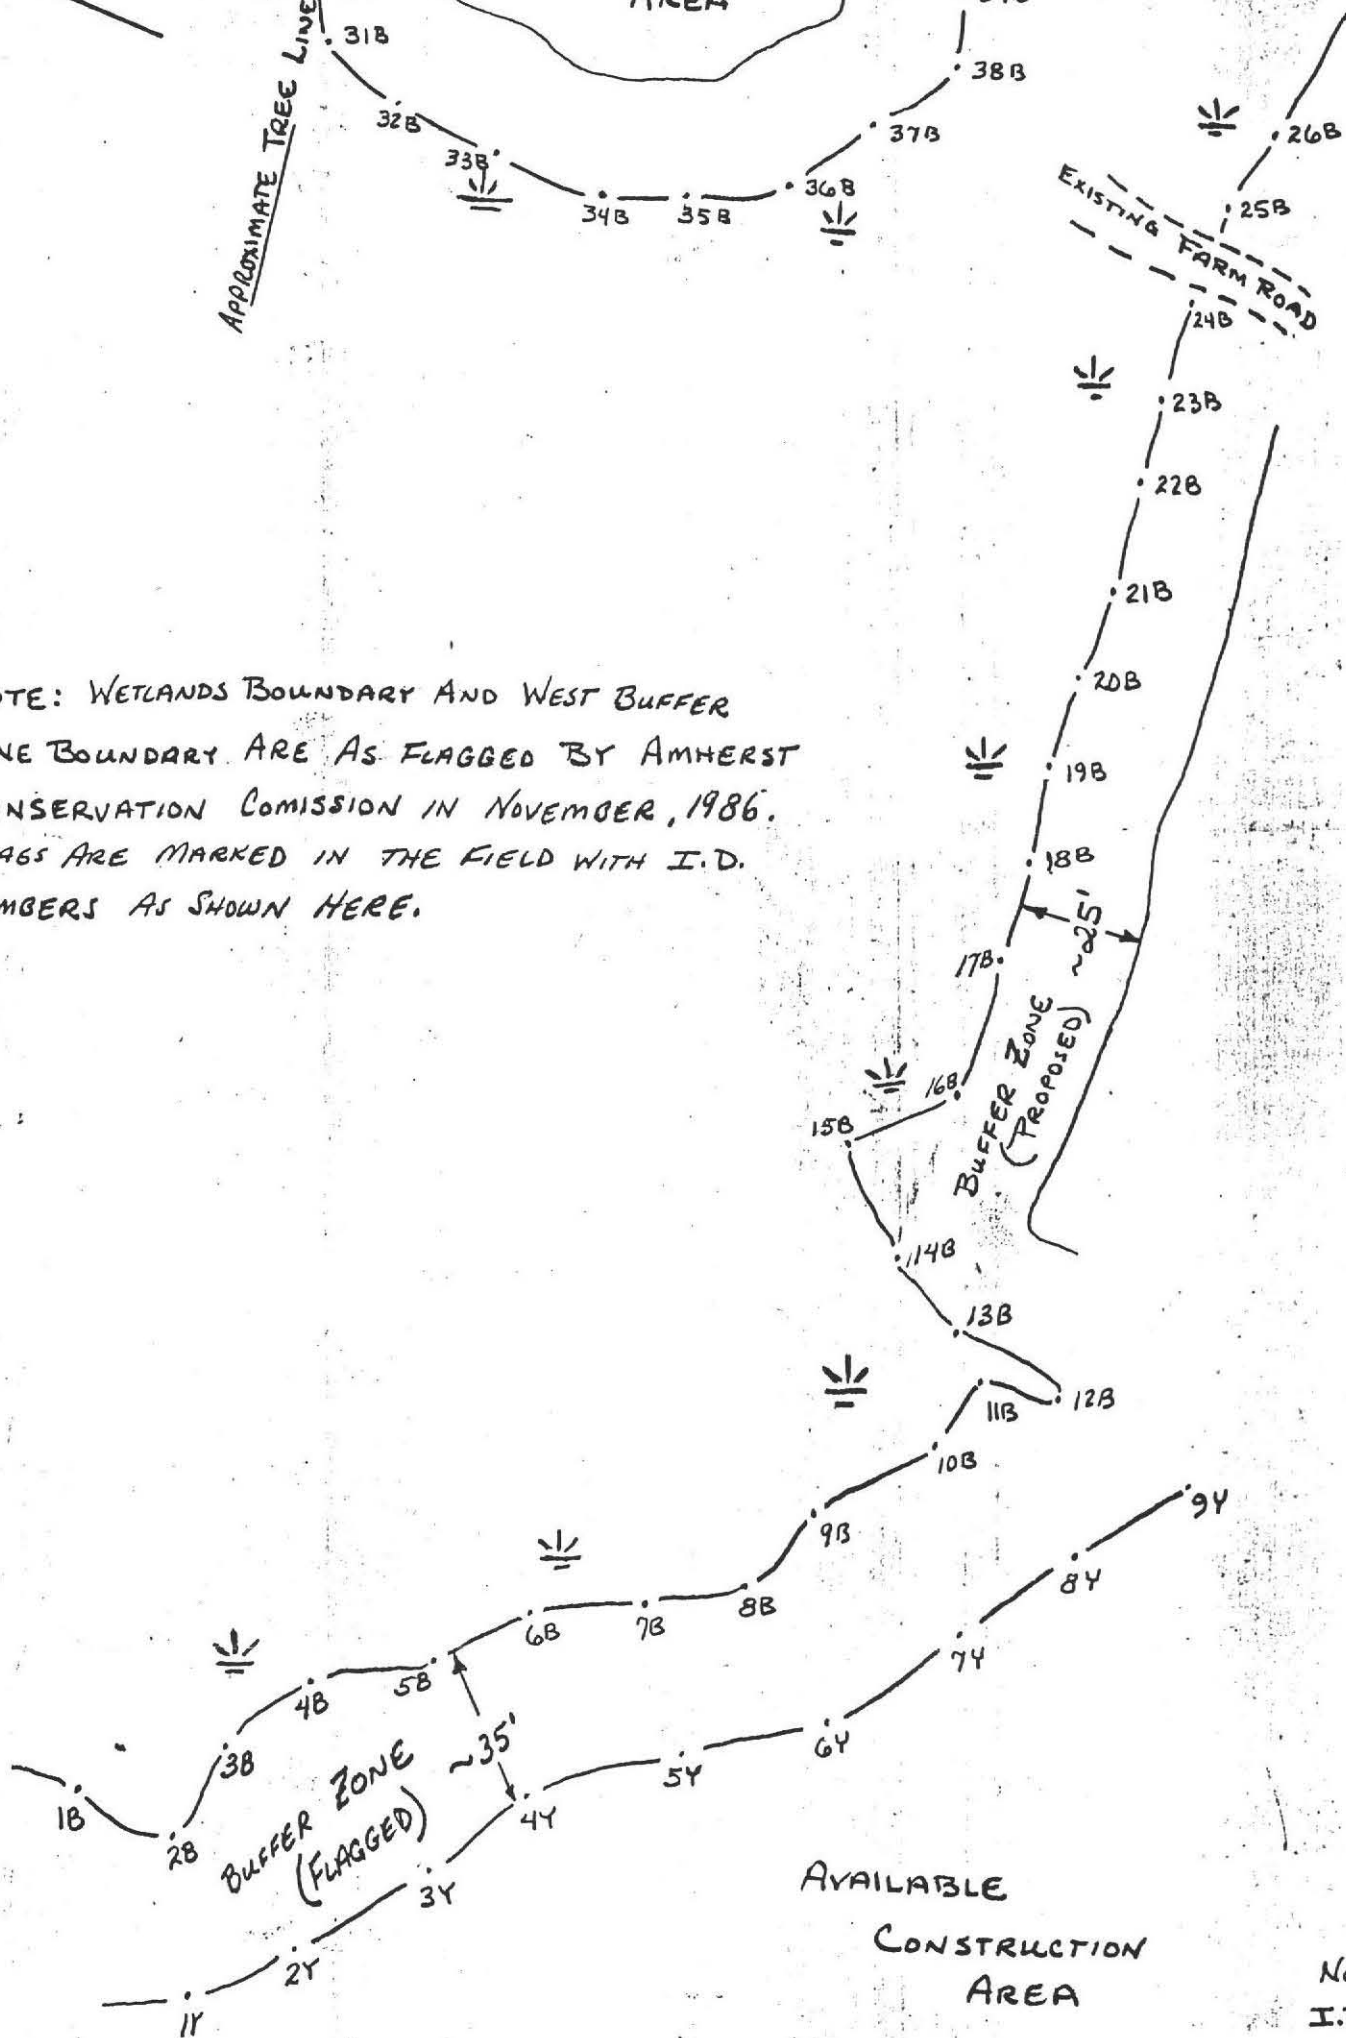 AREA
31B
38B
APPROXIMATE TREE LINE
32B
37B
26B
33B
36B
EXISTING FARM ROAD
25B
34B
35B
24B
23B
22B
21B
20B
OTE: WETLANDS BOUNDARY AND WEST BUFFER
NE BOUNDARY ARE AS FLAGGED BY AMHERST
NSERVATION COMISSION IN NOVEMBER, 1986.
AGS ARE MARKED IN THE FIELD WITH I.D.
MBERS AS SHOWN HERE.
19B
18B
~25'
17B
BUFFER ZONE
(PROPOSED)
16B
15B
14B
13B
12B
11B
10B
9B
9Y
8Y
8B
7B
6B
7Y
5B
4B
~35'
6Y
3B
BUFFER ZONE
(FLAGGED)
5Y
4Y
1B
2B
3Y
AVAILABLE
CONSTRUCTION
AREA
2Y
1Y